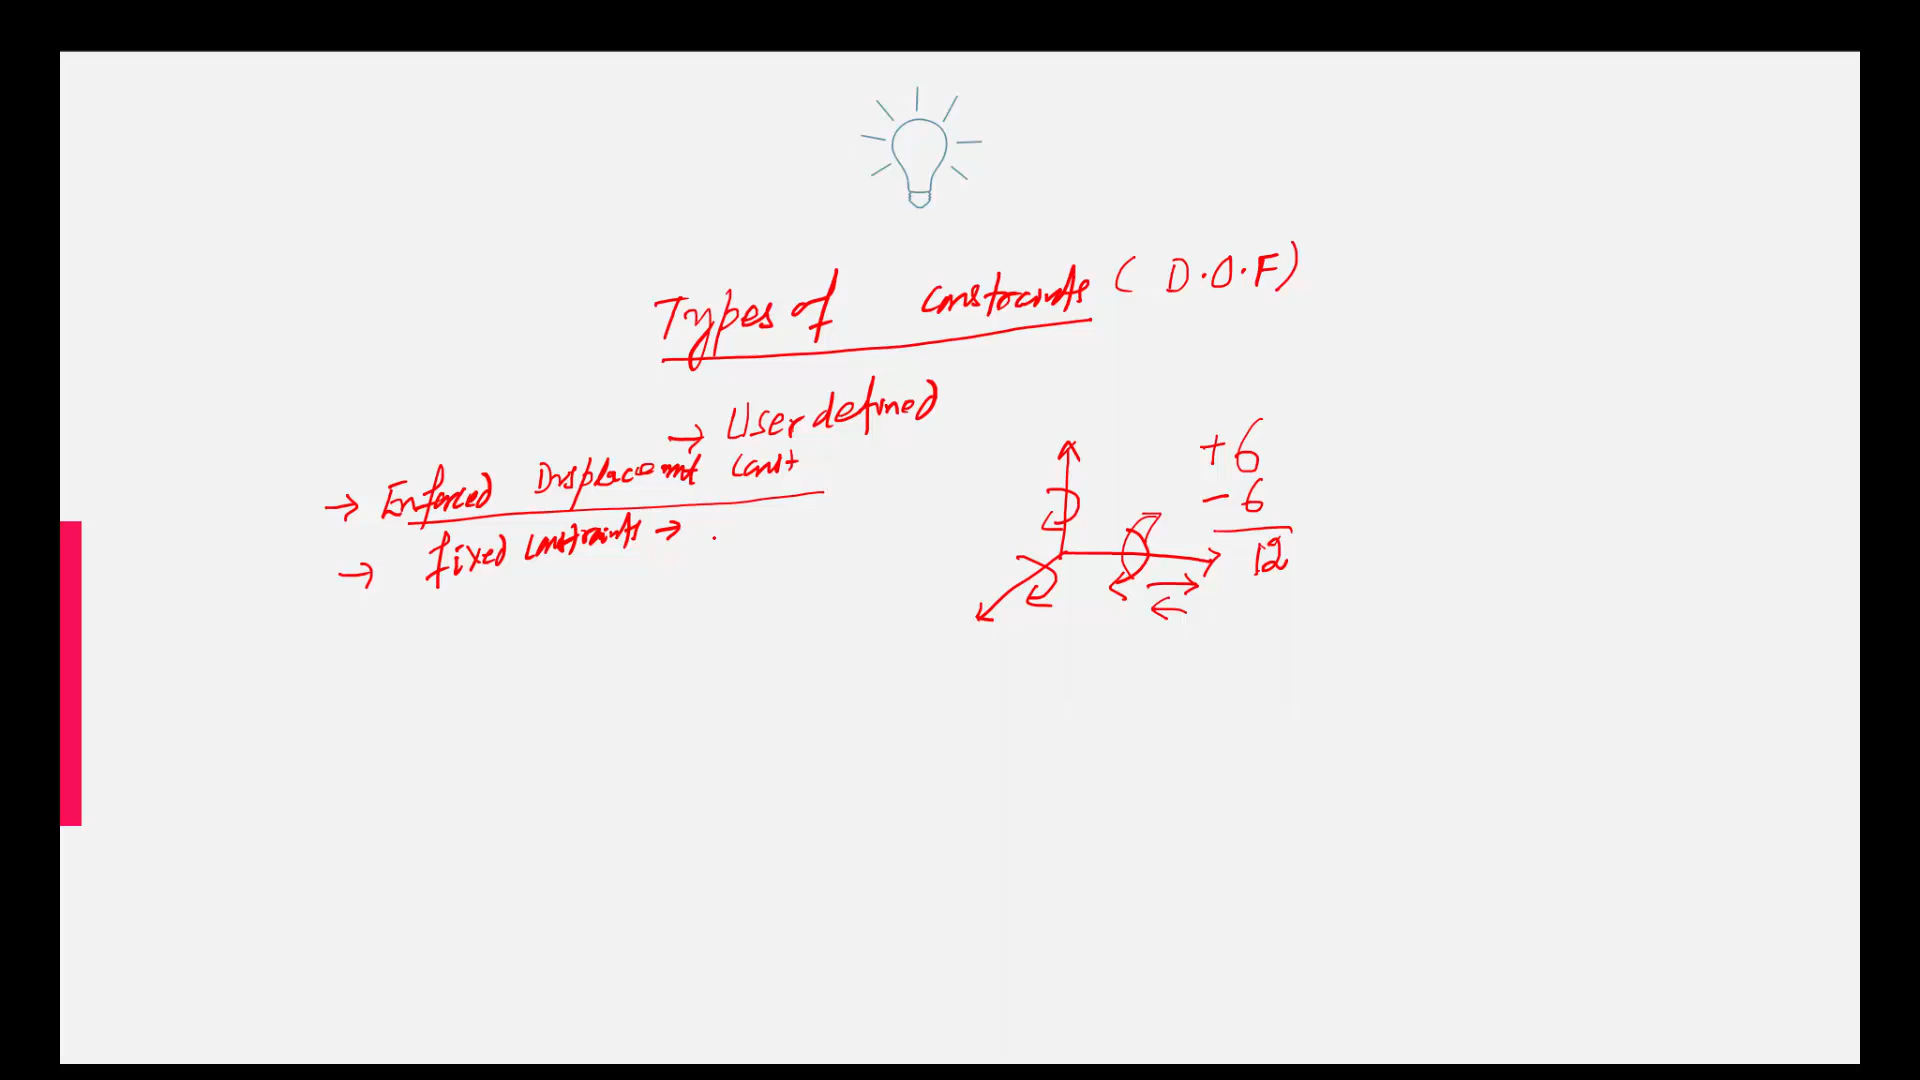 Types of constraints ( D.O.F)
→ User defined
→ Enforced Displacement Const
→ fixed constraints →
+6
- 6
12